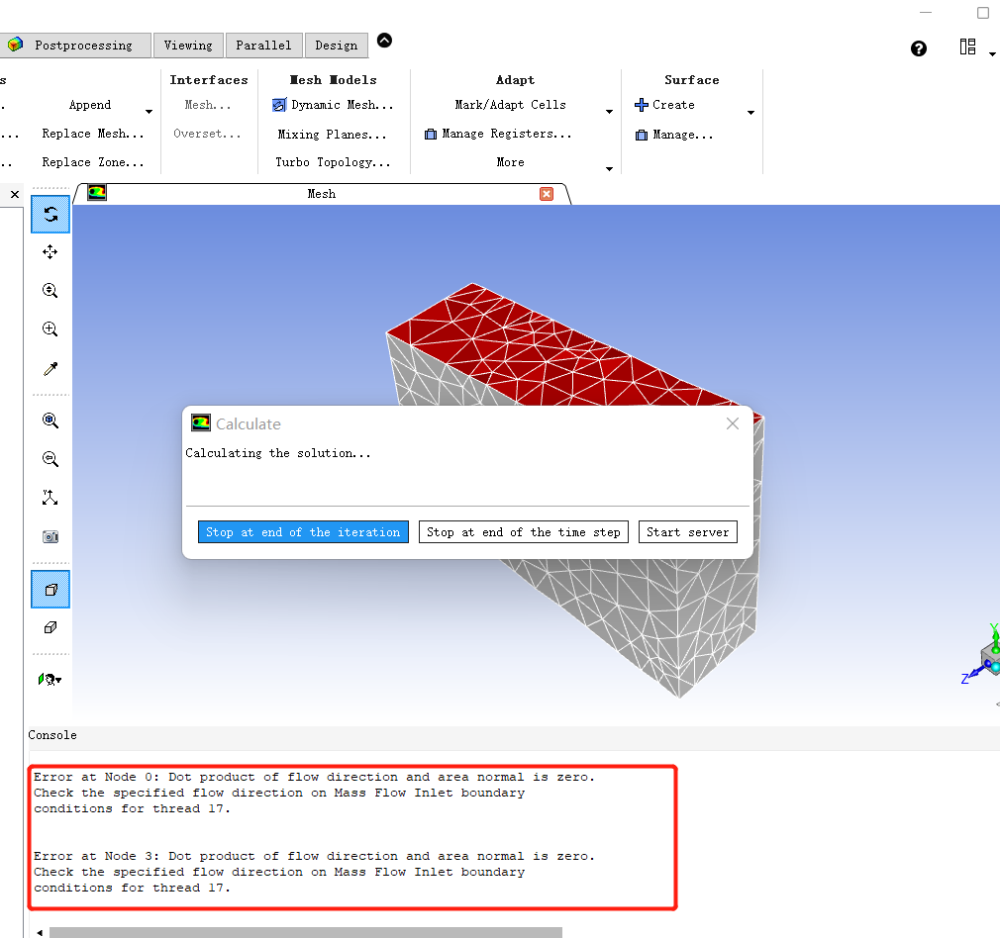 Postprocessing Viewing Parallel Design
s Interfaces Mesh Models Adapt Surface
. Append Mesh... Dynamic Mesh... Mark/Adapt Cells Create
... Replace Mesh... Overset... Mixing Planes... Manage Registers... Manage...
.. Replace Zone... Turbo Topology... More
Mesh
Calculate
Calculating the solution...
Stop at end of the iteration Stop at end of the time step Start server
Y
Z
Console
Error at Node 0: Dot product of flow direction and area normal is zero.
Check the specified flow direction on Mass Flow Inlet boundary
conditions for thread 17.
Error at Node 3: Dot product of flow direction and area normal is zero.
Check the specified flow direction on Mass Flow Inlet boundary
conditions for thread 17.